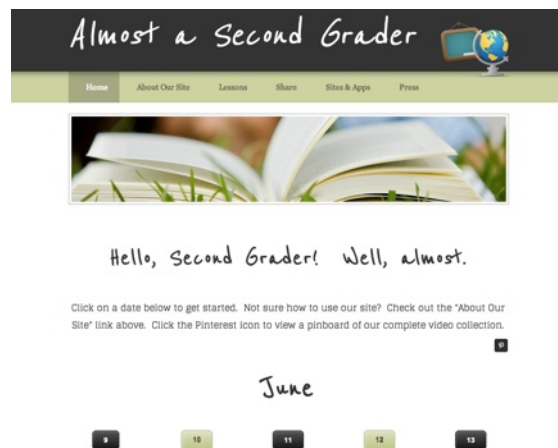 Almost a Second Grader
Home About Our Site Lessons Share Sites & Apps Press
Hello, Second Grader! Well, almost.
Click on a date below to get started. Not sure how to use our site? Check out the "About Our
Site" link above. Click the Pinterest icon to view a pinboard of our complete video collection.
June
9 10 11 12 13